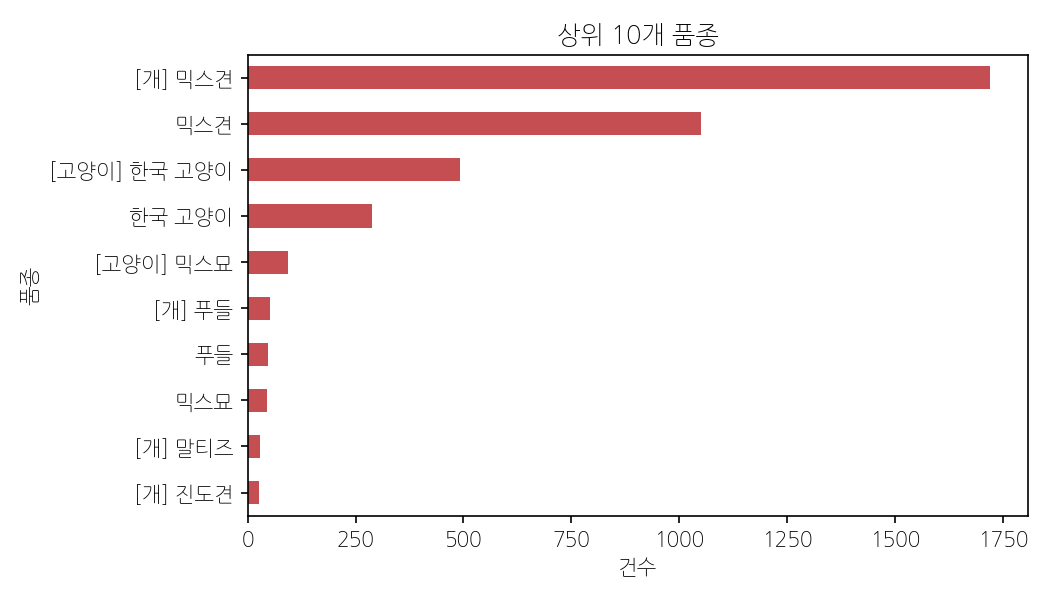 상위 10개 품종
[개] 믹스견
믹스견
[고양이] 한국 고양이
한국 고양이
[고양이] 믹스묘
[개] 푸들
푸들
믹스묘
[개] 말티즈
[개] 진도견
품종
0 250 500 750 1000 1250 1500 1750
건수